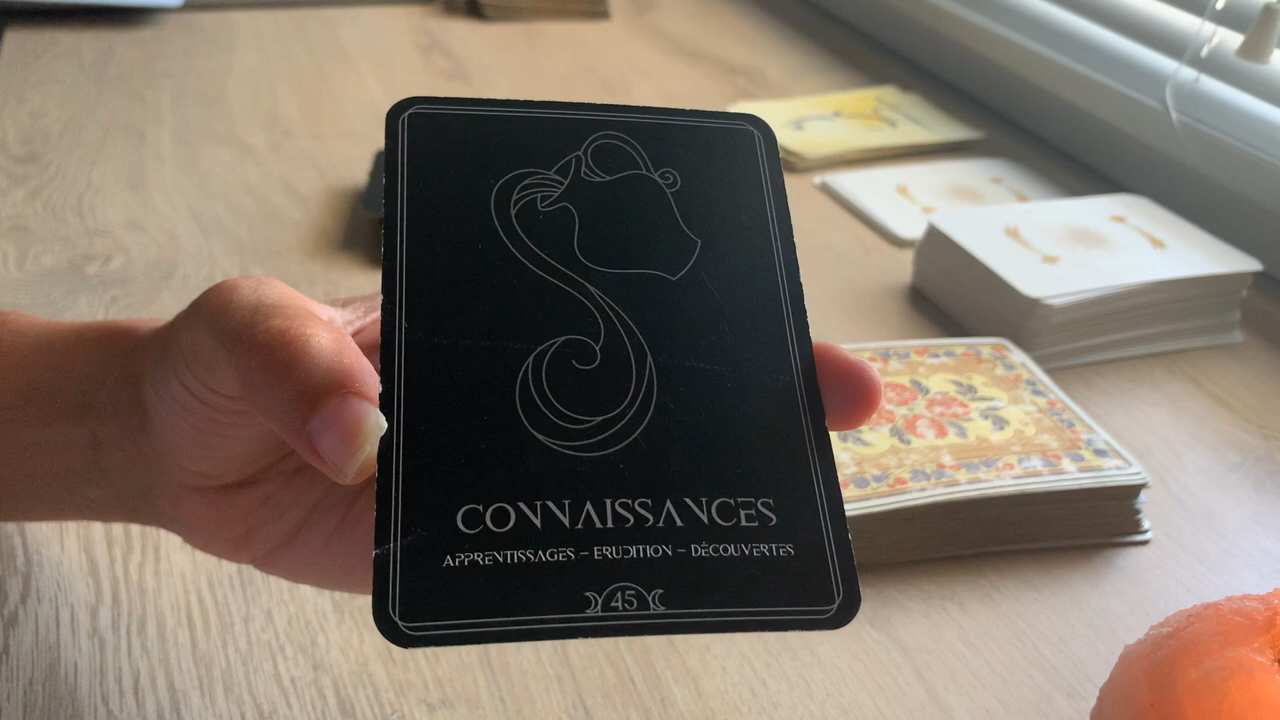 CONNAISSANCES
APPRENTISSAGES – ERUDITION – DÉCOUVERTES
45